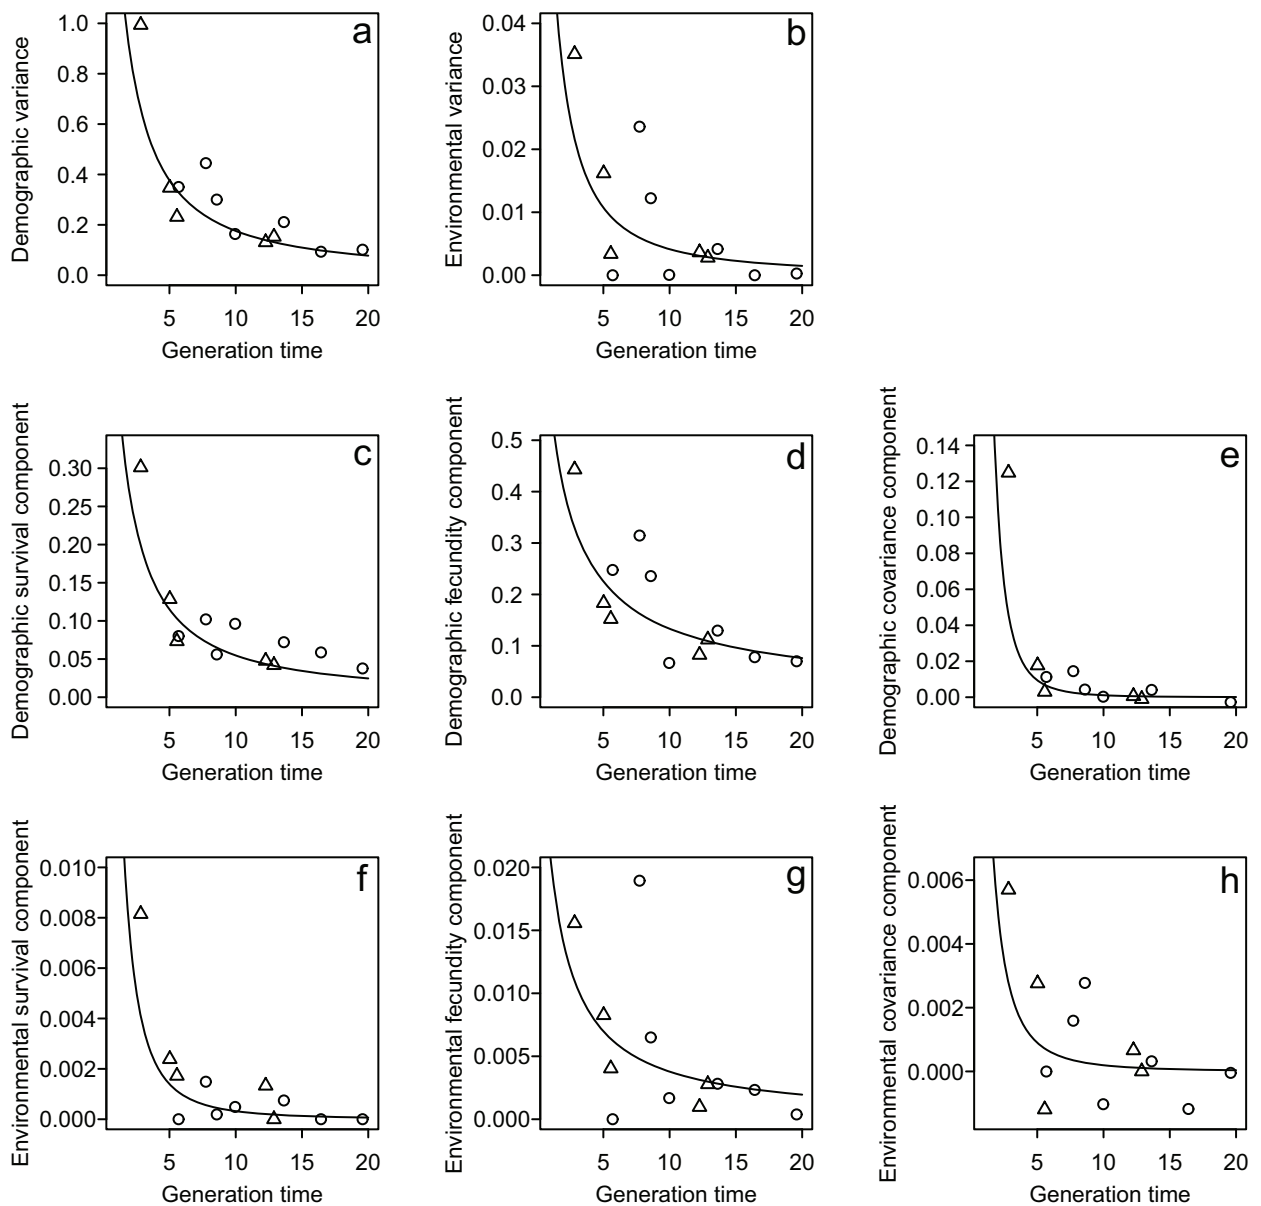 a
Demographic variance
1.0
0.8
0.6
0.4
0.2
0.0
5 10 15 20
Generation time
b
Environmental variance
0.04
0.03
0.02
0.01
0.00
5 10 15 20
Generation time
c
Demographic survival component
0.30
0.25
0.20
0.15
0.10
0.05
0.00
5 10 15 20
Generation time
d
Demographic fecundity component
0.5
0.4
0.3
0.2
0.1
0.0
5 10 15 20
Generation time
e
Demographic covariance component
0.14
0.12
0.10
0.08
0.06
0.04
0.02
0.00
5 10 15 20
Generation time
f
Environmental survival component
0.010
0.008
0.006
0.004
0.002
0.000
5 10 15 20
Generation time
g
Environmental fecundity component
0.020
0.015
0.010
0.005
0.000
5 10 15 20
Generation time
h
Environmental covariance component
0.006
0.004
0.002
0.000
5 10 15 20
Generation time